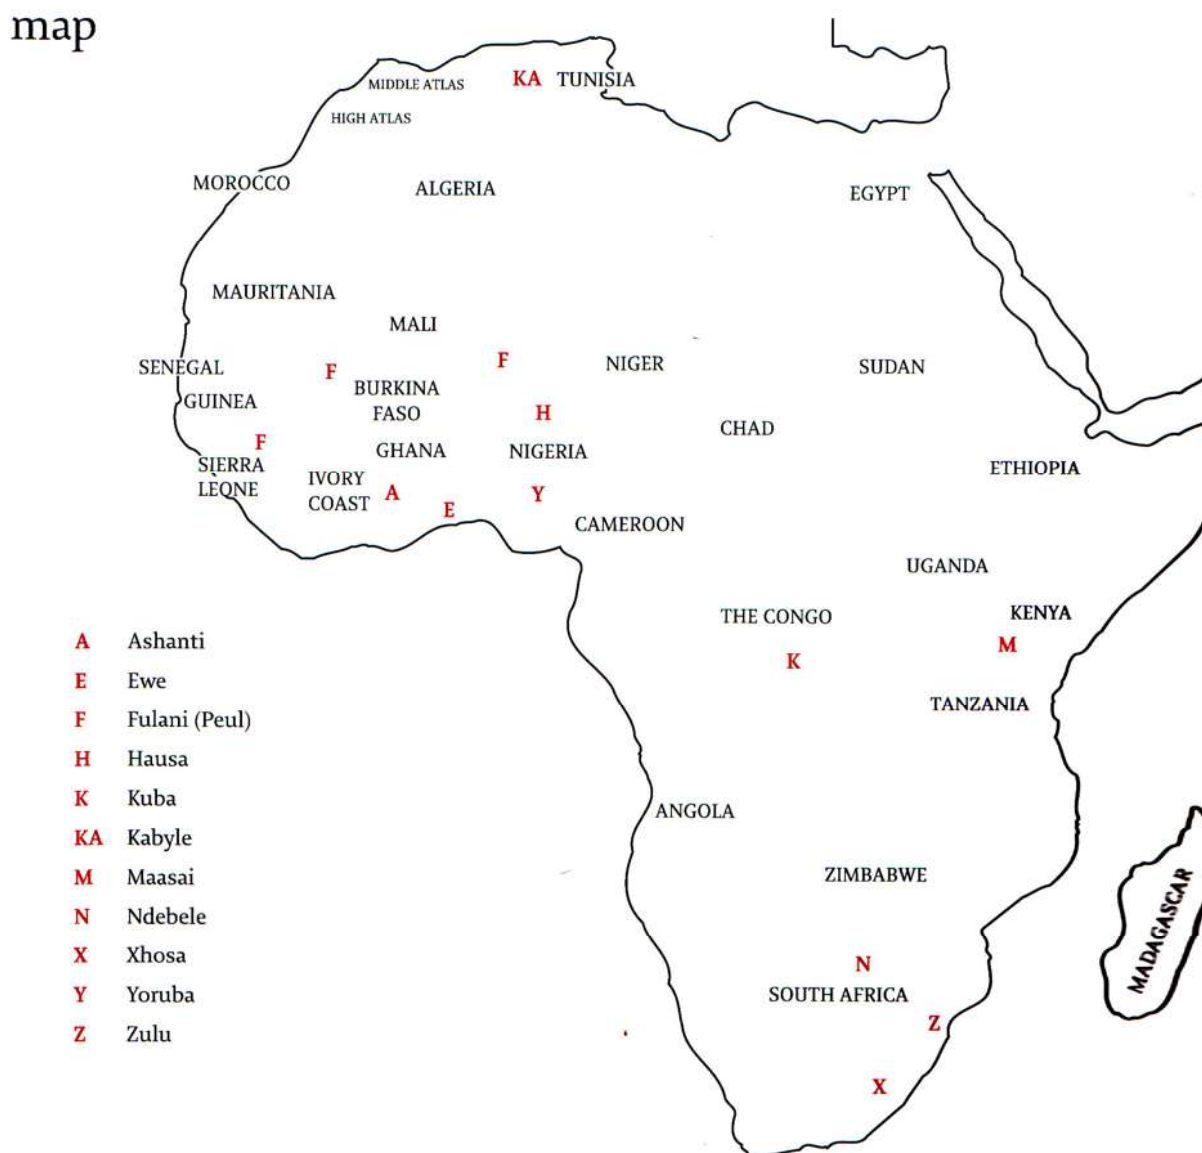 map
MIDDLE ATLAS
KA
TUNISIA
HIGH ATLAS
MOROCCO
ALGERIA
EGYPT
MAURITANIA
MALI
SENEGAL
F
F
NIGER
SUDAN
GUINEA
BURKINA
FASO
H
CHAD
F
GHANA
NIGERIA
SIERRA
LEONE
IVORY
COAST
A
E
Y
ETHIOPIA
CAMEROON
UGANDA
THE CONGO
KENYA
K
M
TANZANIA
ANGOLA
ZIMBABWE
MADAGASCAR
N
SOUTH AFRICA
Z
X
A Ashanti
E Ewe
F Fulani (Peul)
H Hausa
K Kuba
KA Kabyle
M Maasai
N Ndebele
X Xhosa
Y Yoruba
Z Zulu